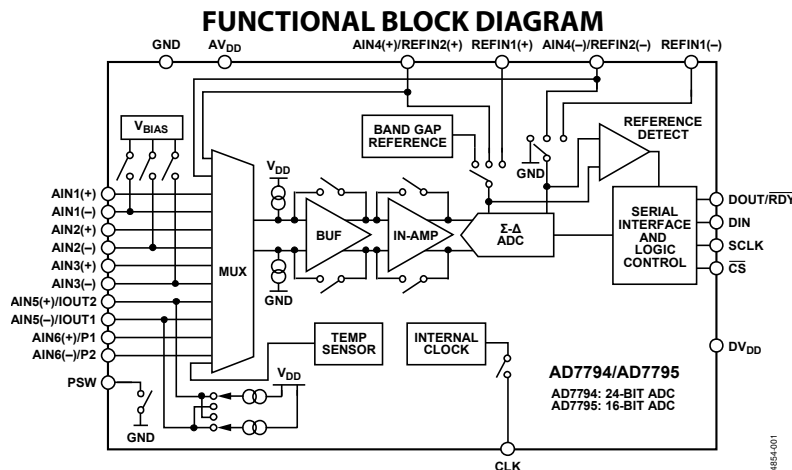 FUNCTIONAL BLOCK DIAGRAM
GND
AVDD
AIN4(+)/REFIN2(+)
REFIN1(+)
AIN4(–)/REFIN2(–)
REFIN1(–)
VBIAS
BAND GAP
REFERENCE
REFERENCE
DETECT
GND
VDD
AIN1(+)
AIN1(–)
AIN2(+)
AIN2(–)
AIN3(+)
AIN3(–)
AIN5(+)/IOUT2
AIN5(–)/IOUT1
AIN6(+)/P1
AIN6(–)/P2
PSW
MUX
BUF
IN-AMP
Σ-Δ
ADC
SERIAL
INTERFACE
AND
LOGIC
CONTROL
DOUT/RDY
DIN
SCLK
CS
GND
TEMP
SENSOR
INTERNAL
CLOCK
DVDD
VDD
GND
AD7794/AD7795
AD7794: 24-BIT ADC
AD7795: 16-BIT ADC
CLK
4854-001